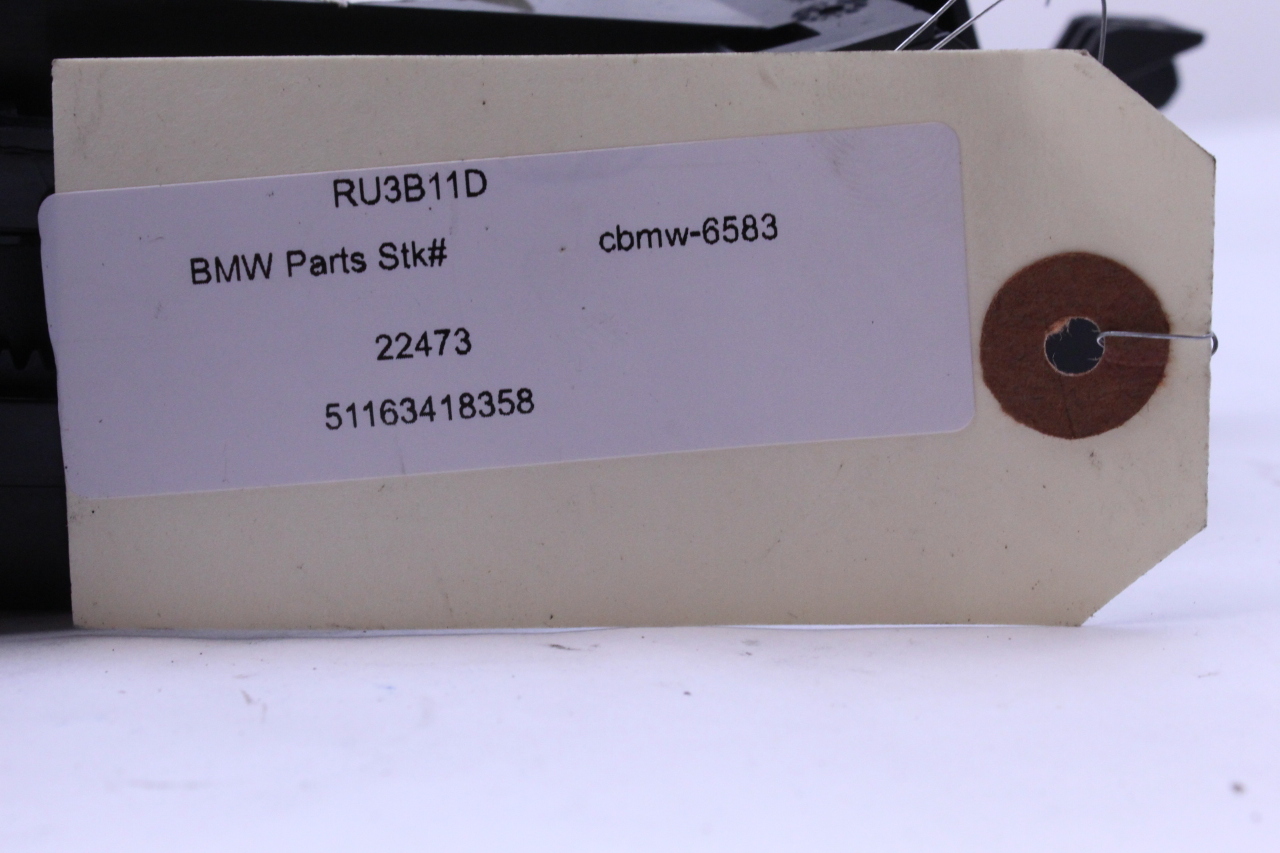 RU3B11D
BMW Parts Stk# cbmw-6583
22473
51163418358